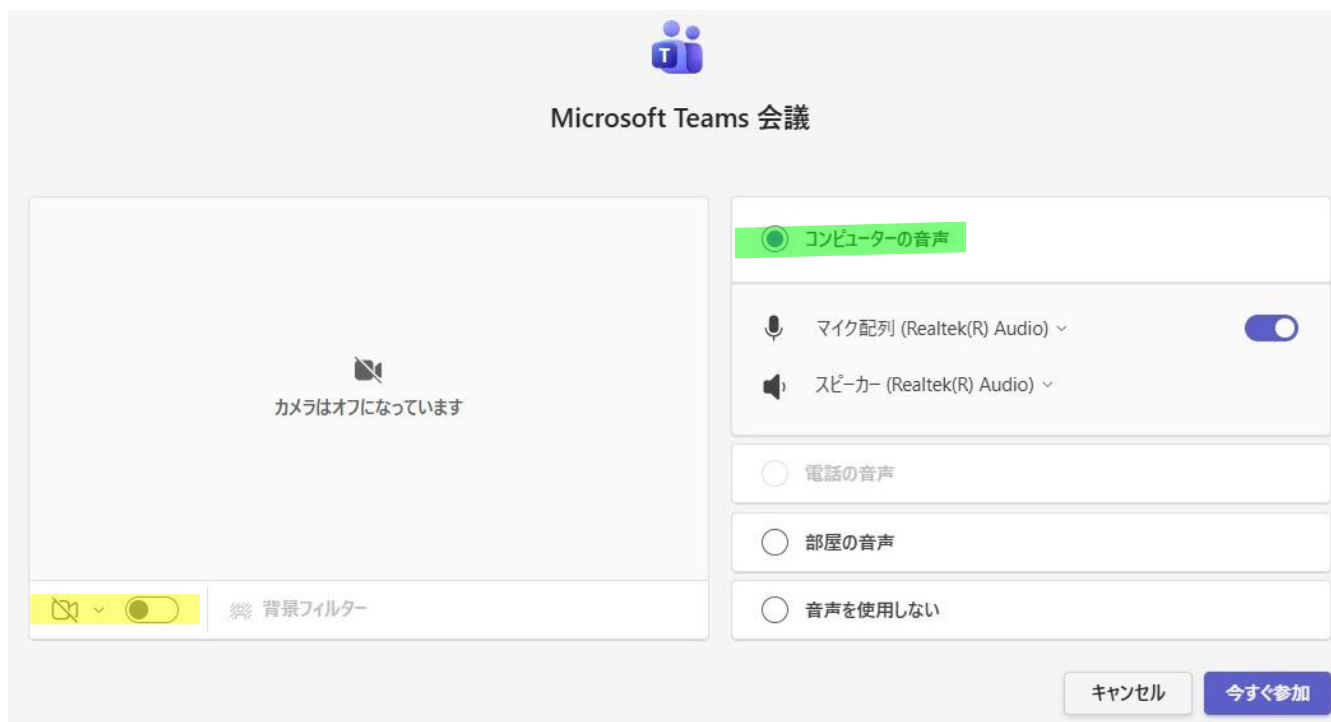 T
Microsoft Teams 会議
カメラはオフになっています
背景フィルター
コンピューターの音声
マイク配列 (Realtek(R) Audio)
スピーカー (Realtek(R) Audio)
電話の音声
部屋の音声
音声を使用しない
キャンセル
今すぐ参加